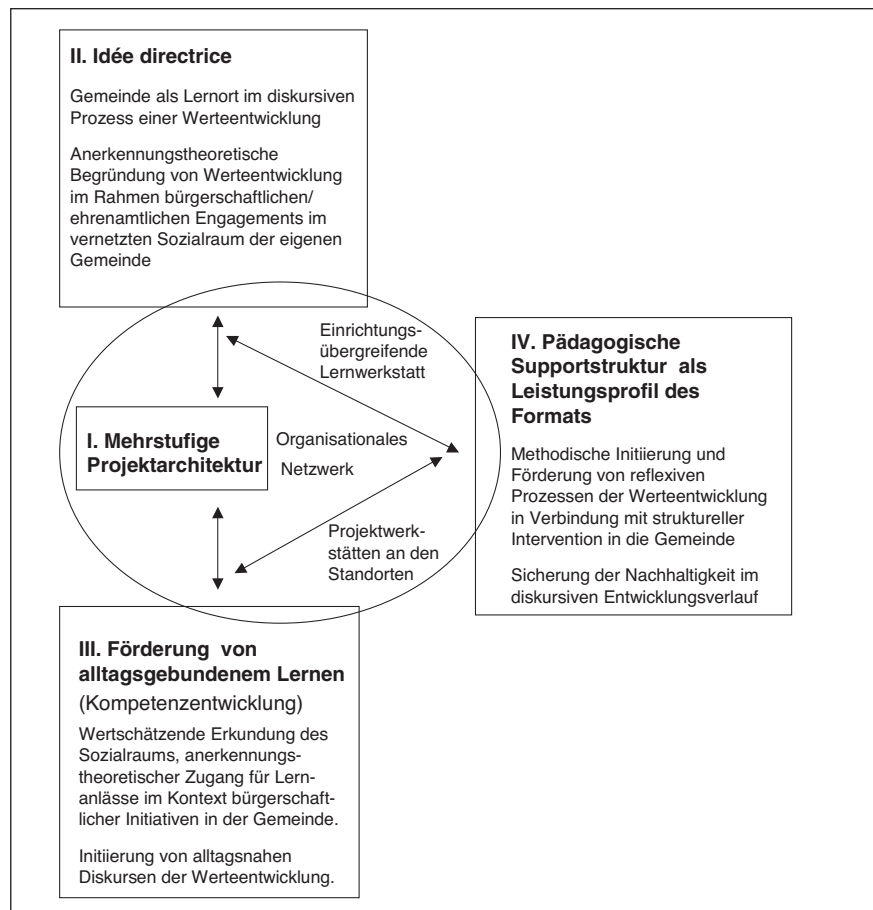 II. Idée directrice
Gemeinde als Lernort im diskursiven
Prozess einer Werteentwicklung
Anerkennungstheoretische
Begründung von Werteentwicklung
im Rahmen bürgerschaftlichen/
ehrenamtlichen Engagements im
vernetzten Sozialraum der eigenen
Gemeinde
Einrichtungs-
übergreifende
Lernwerkstatt
I. Mehrstufige
Projektarchitektur
Organisationales
Netzwerk
Projektwerk-
stätten an den
Standorten
IV. Pädagogische
Supportstruktur als
Leistungsprofil des
Formats
Methodische Initiierung und
Förderung von reflexiven
Prozessen der Werteentwicklung
in Verbindung mit struktureller
Intervention in die Gemeinde
Sicherung der Nachhaltigkeit im
diskursiven Entwicklungsverlauf
III. Förderung von
alltagsgebundenem Lernen
(Kompetenzentwicklung)
Wertschätzende Erkundung des
Sozialraums, anerkennungs-
theoretischer Zugang für Lern-
anlässe im Kontext bürgerschaft-
licher Initiativen in der Gemeinde.
Initiierung von alltagsnahen
Diskursen der Werteentwicklung.